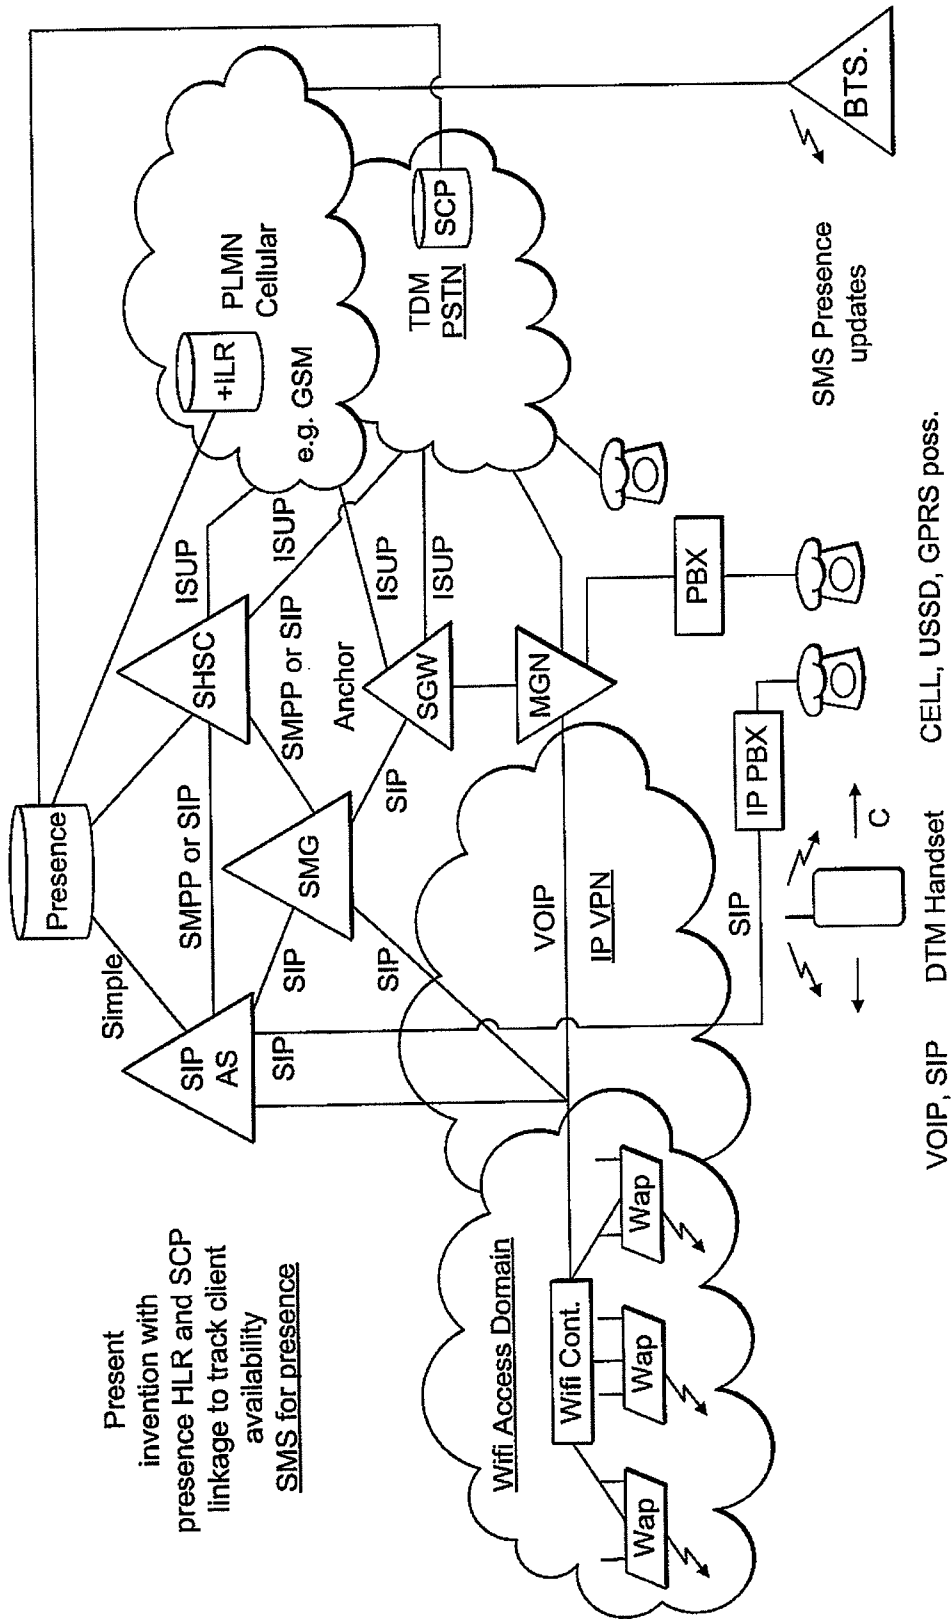 Present
invention with
presence HLR and SCP
linkage to track client
availability
SMS for presence
Presence
Simple
SIP
AS
SMPP or SIP
SHSC
ISUP
ISUP
SMPP or SIP
+ILR
PLMN
Cellular
e.g. GSM
SIP
SIP
SIP
SMG
SIP
Anchor
SGW
ISUP
ISUP
TDM
PSTN
SCP
MGN
VOIP
IP VPN
Wifi Access Domain
Wifi Cont.
Wap
Wap
Wap
SIP
IP PBX
PBX
C
BTS.
SMS Presence
updates
VOIP, SIP
DTM Handset
CELL, USSD, GPRS poss.